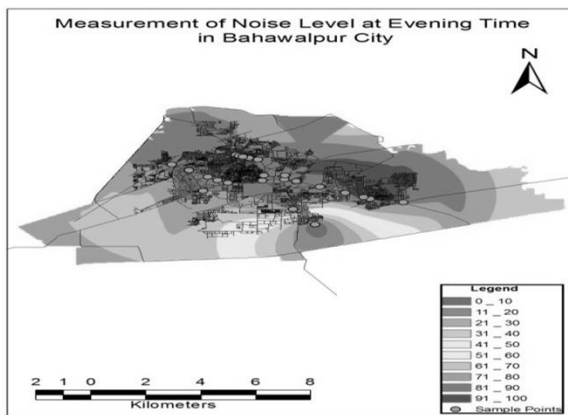 Measurement of Noise Level at Evening Time
in Bahawalpur City
N
Legend
0 _ 10
11 _ 20
21 _ 30
31 _ 40
41 _ 50
51 _ 60
61 _ 70
71 _ 80
81 _ 90
91 _ 100
Sample Points
2 1 0 2 4 6 8
Kilometers